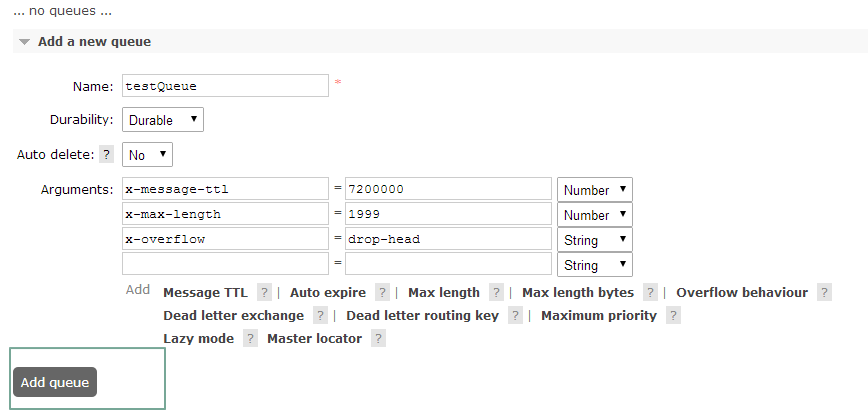 ... no queues ...
Add a new queue
Name: testQueue *
Durability: Durable
Auto delete: ? No
Arguments: x-message-ttl = 7200000 Number
x-max-length = 1999 Number
x-overflow = drop-head String
= String
Add Message TTL ? | Auto expire ? | Max length ? | Max length bytes ? | Overflow behaviour ?
Dead letter exchange ? | Dead letter routing key ? | Maximum priority ?
Lazy mode ? Master locator ?
Add queue